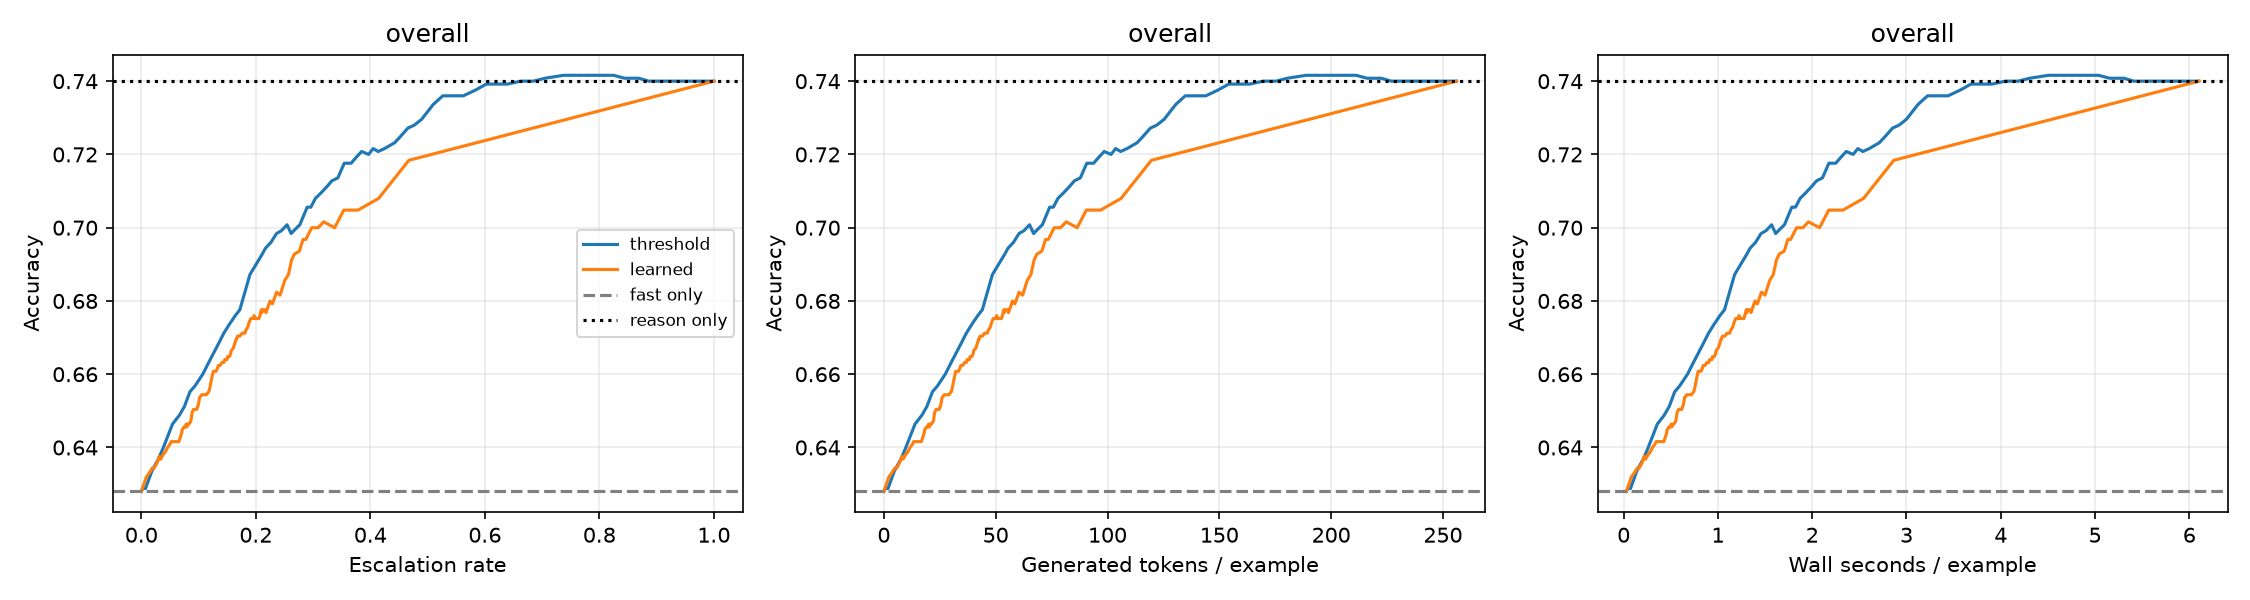 overall
Accuracy
0.74
0.72
0.70
0.68
0.66
0.64
threshold
learned
fast only
reason only
0.0 0.2 0.4 0.6 0.8 1.0
Escalation rate
overall
Accuracy
0.74
0.72
0.70
0.68
0.66
0.64
0 50 100 150 200 250
Generated tokens / example
overall
Accuracy
0.74
0.72
0.70
0.68
0.66
0.64
0 1 2 3 4 5 6
Wall seconds / example